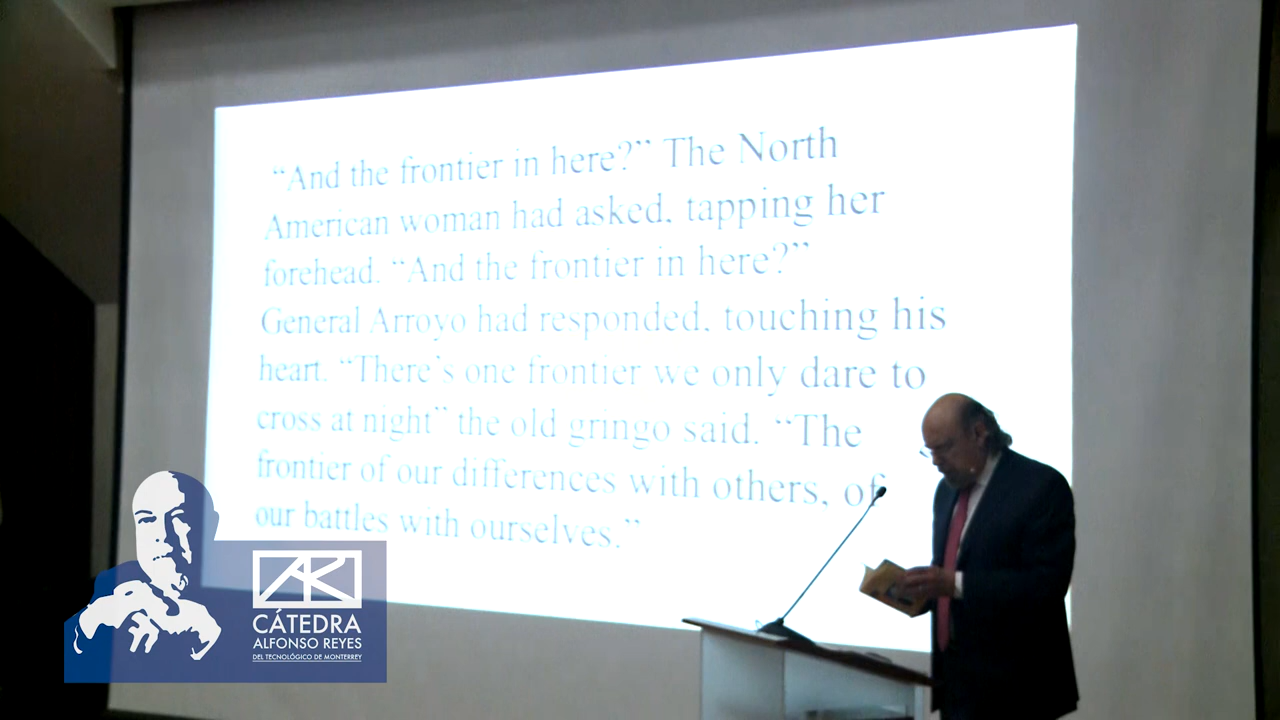 “And the frontier in here?” The North
American woman had asked, tapping her
forehead. “And the frontier in here?”
General Arroyo had responded, touching his
heart. “There’s one frontier we only dare to
cross at night” the old gringo said. “The
frontier of our differences with others, of
our battles with ourselves.”
AR
CÁTEDRA
ALFONSO REYES
DEL TECNOLÓGICO DE MONTERREY